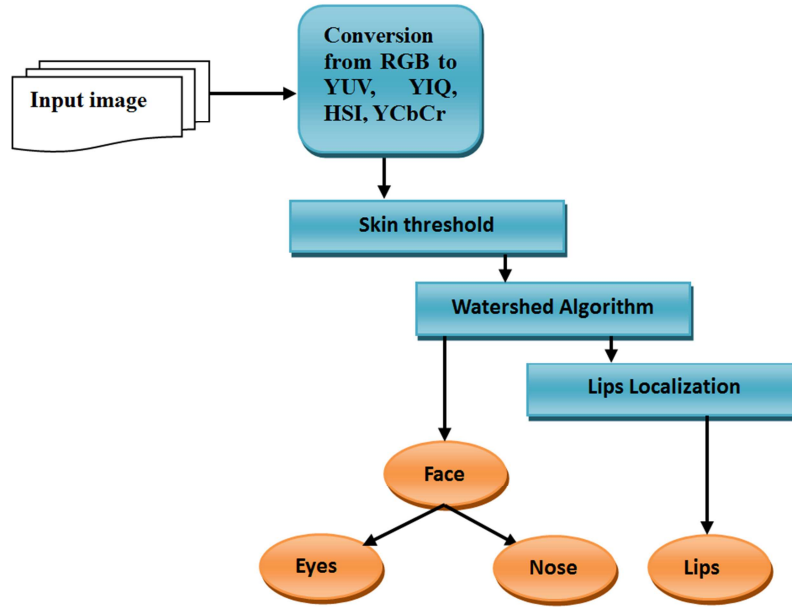 Conversion
from RGB to
YUV, YIQ,
HSI, YCbCr
Input image
Skin threshold
Watershed Algorithm
Lips Localization
Face
Eyes
Nose
Lips